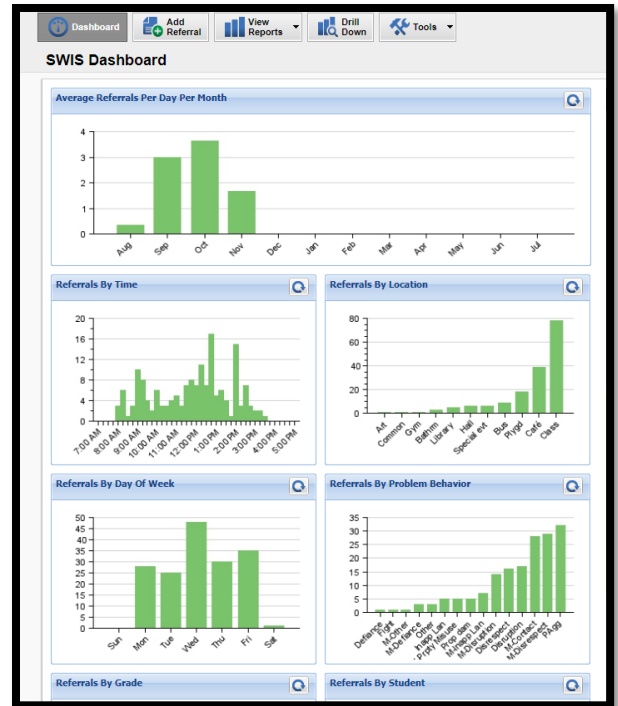 Dashboard
Add Referral
View Reports
Drill Down
Tools
SWIS Dashboard
Average Referrals Per Day Per Month
4
3
2
1
0
Aug Sep Oct Nov Dec Jan Feb Mar Apr May Jun Jul
Referrals By Time
20
16
12
8
4
0
7:00 AM 8:00 AM 9:00 AM 10:00 AM 11:00 AM 12:00 PM 1:00 PM 2:00 PM 3:00 PM 4:00 PM 5:00 PM
Referrals By Location
80
60
40
20
0
Art Common Gym Bathrm Library Hall Special evt Bus Plygd Café Class
Referrals By Day Of Week
50
45
40
35
30
25
20
15
10
5
0
Sun Mon Tue Wed Thu Fri Sat
Referrals By Problem Behavior
35
30
25
20
15
10
5
0
Defiance Fight M-Other M-Defiance Other Inapp Lan Prpty Misuse Prop dam M-Inapp Lan M-Disruption Disrespect Disruption M-Contact M-Disrespect PAgg
Referrals By Grade
Referrals By Student